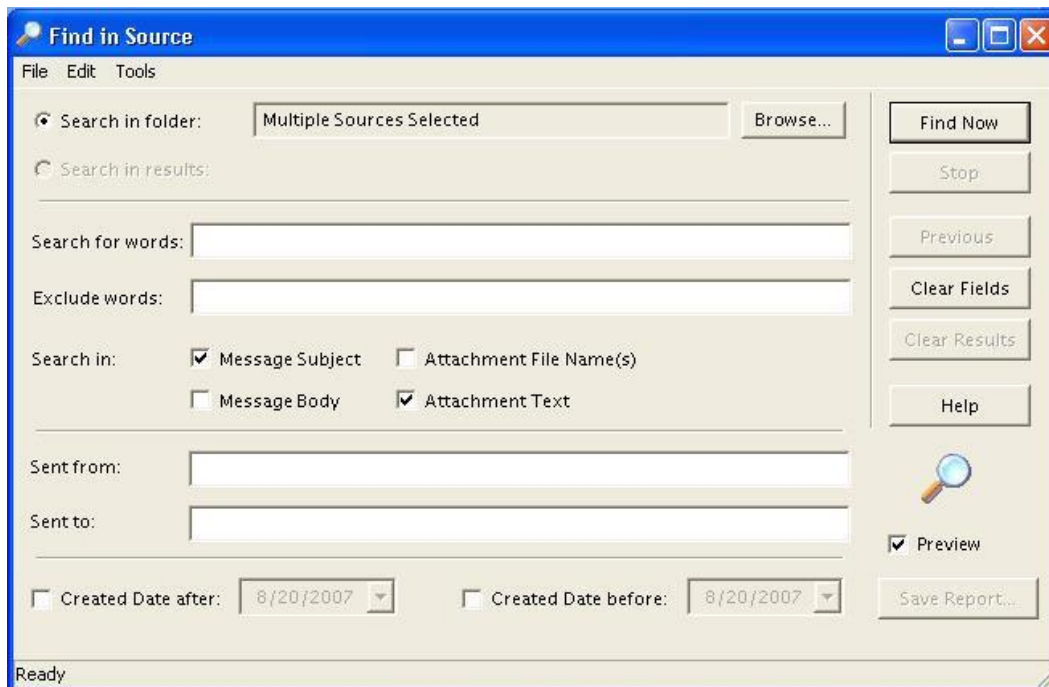 Find in Source
File Edit Tools
Search in folder: Multiple Sources Selected Browse... Find Now
Search in results: Stop
Search for words: Previous
Exclude words: Clear Fields
Clear Results
Search in: Message Subject Attachment File Name(s)
Message Body Attachment Text Help
Sent from:
Sent to:
Preview
Created Date after: 8/20/2007 Created Date before: 8/20/2007 Save Report...
Ready